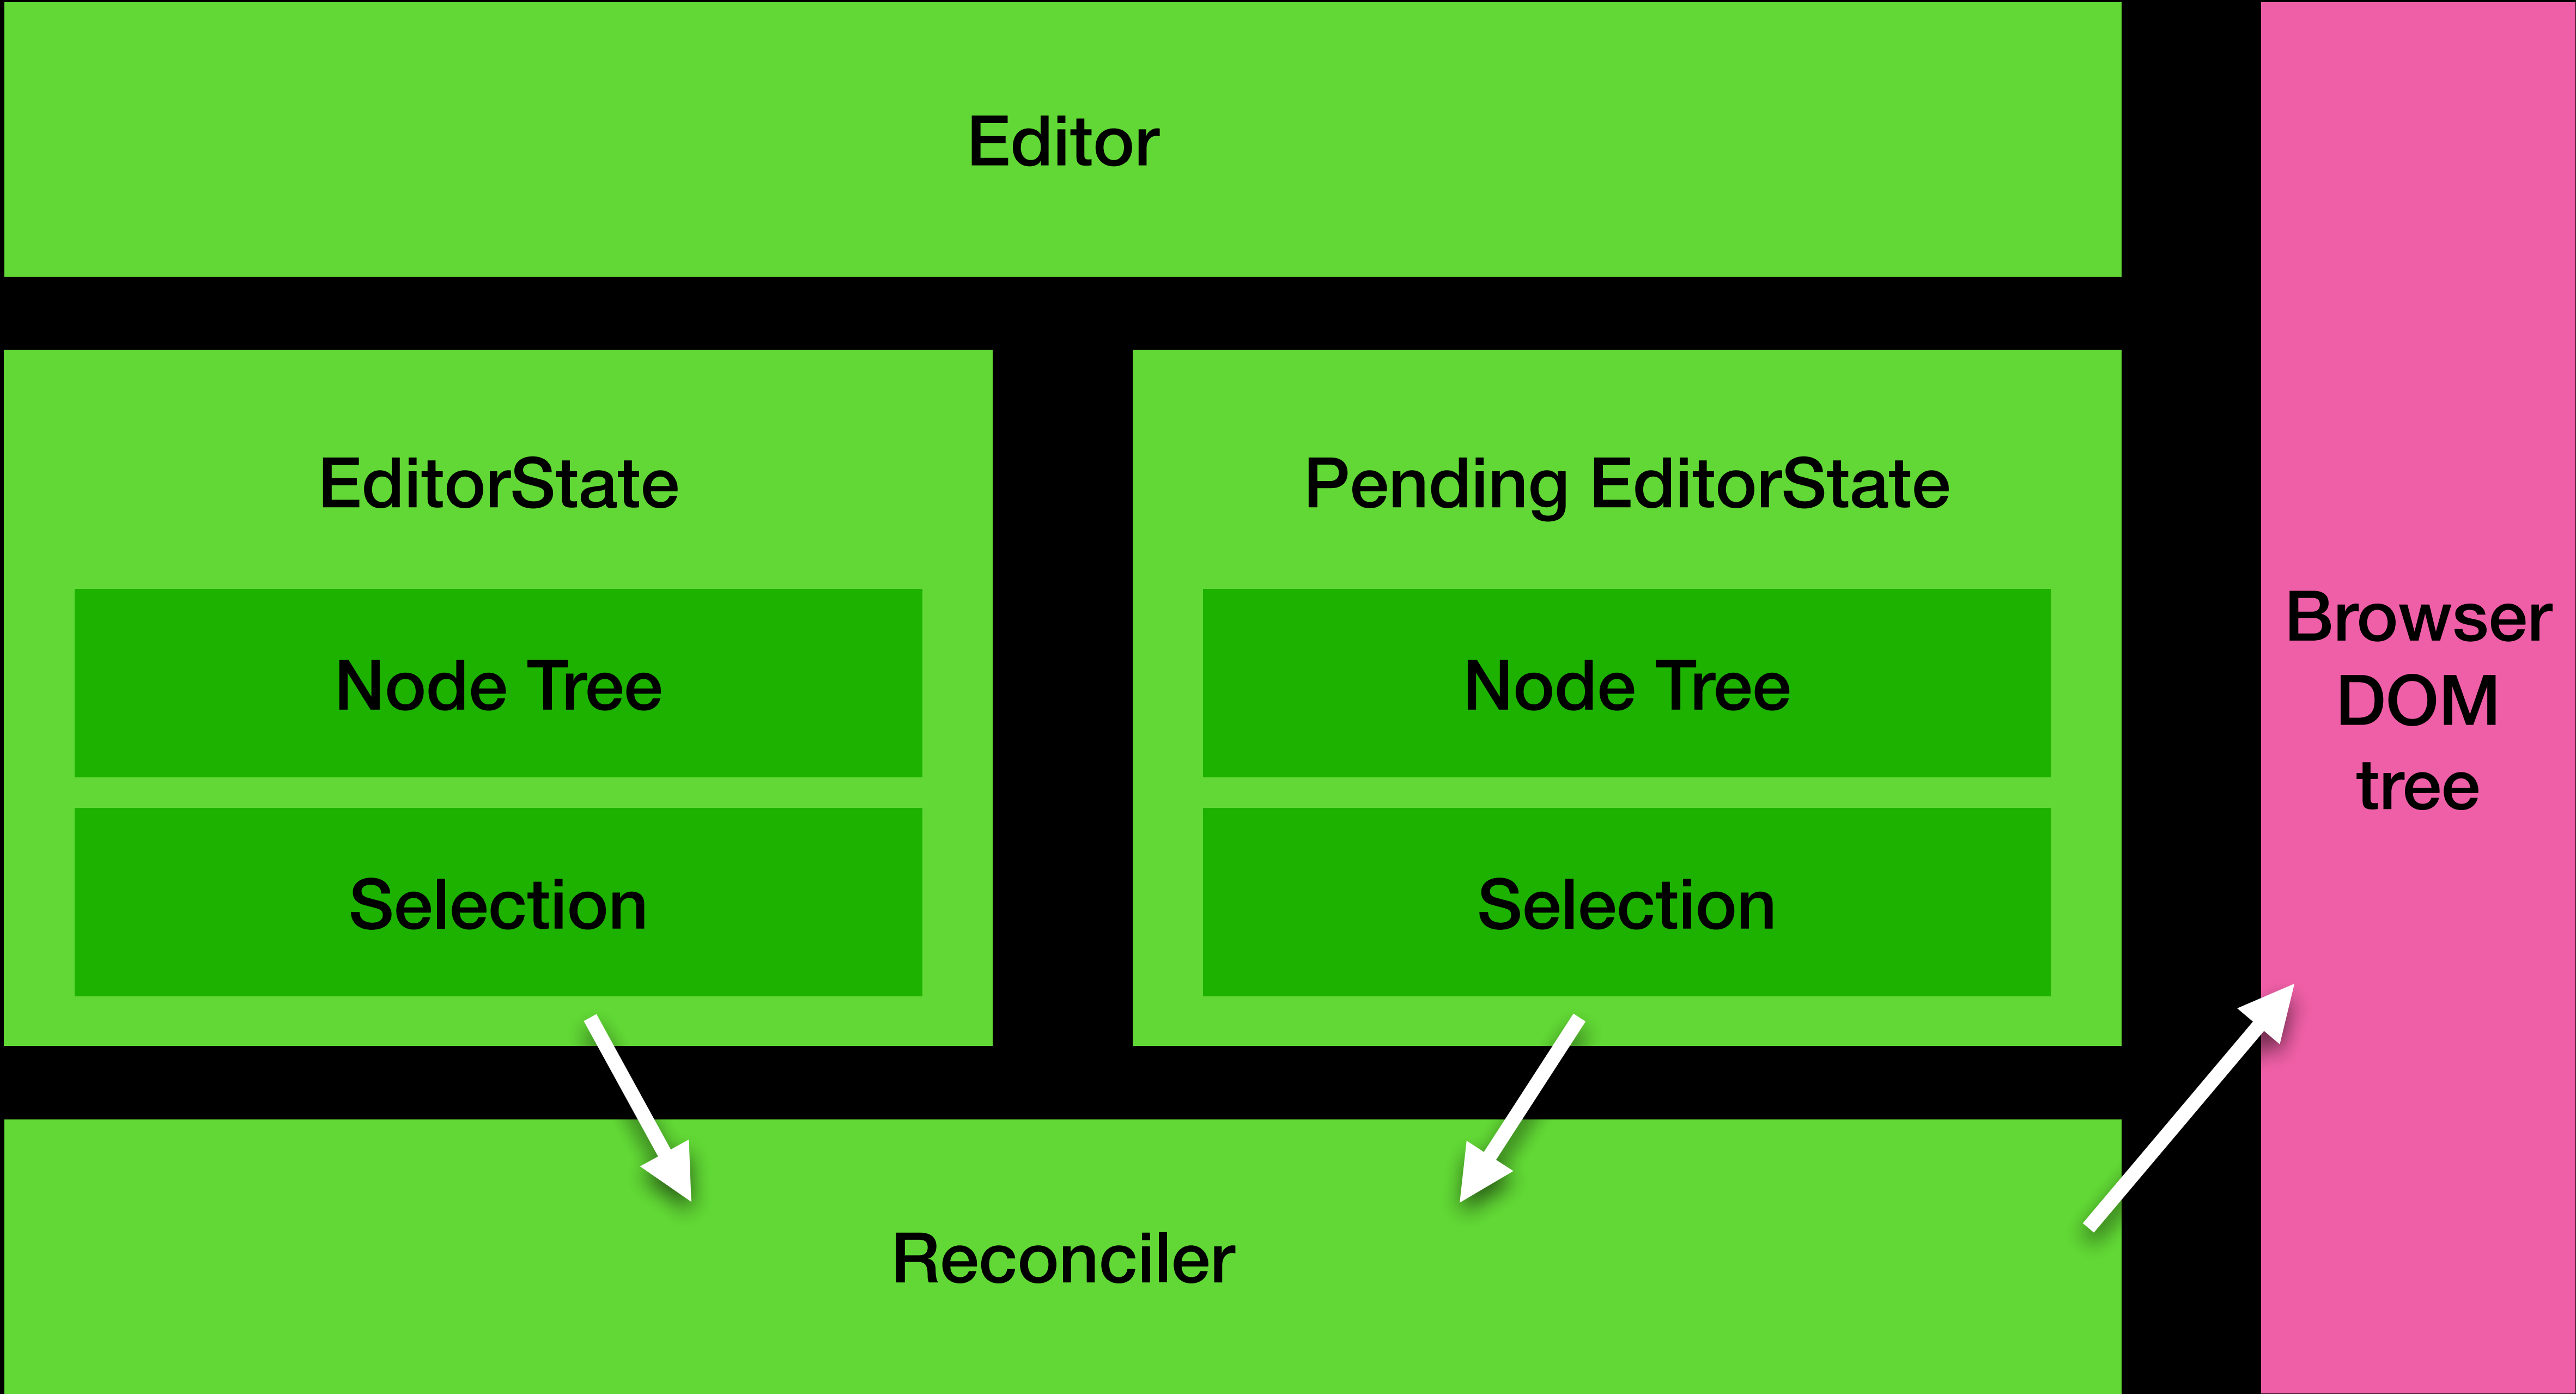 Editor
EditorState
Node Tree
Selection
Pending EditorState
Node Tree
Selection
Reconciler
Browser
DOM
tree